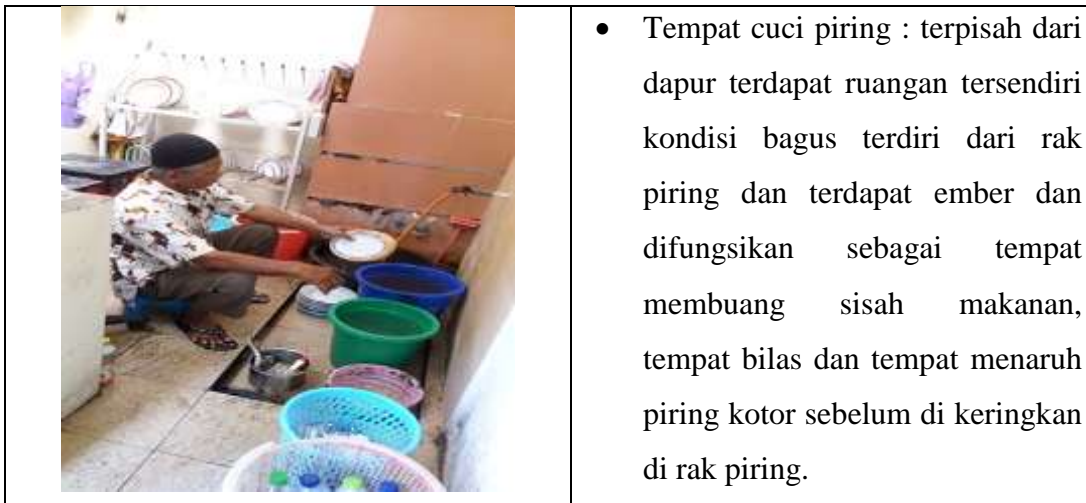 • Tempat cuci piring : terpisah dari
dapur terdapat ruangan tersendiri
kondisi bagus terdiri dari rak
piring dan terdapat ember dan
difungsikan sebagai tempat
membuang sisah makanan,
tempat bilas dan tempat menaruh
piring kotor sebelum di keringkan
di rak piring.